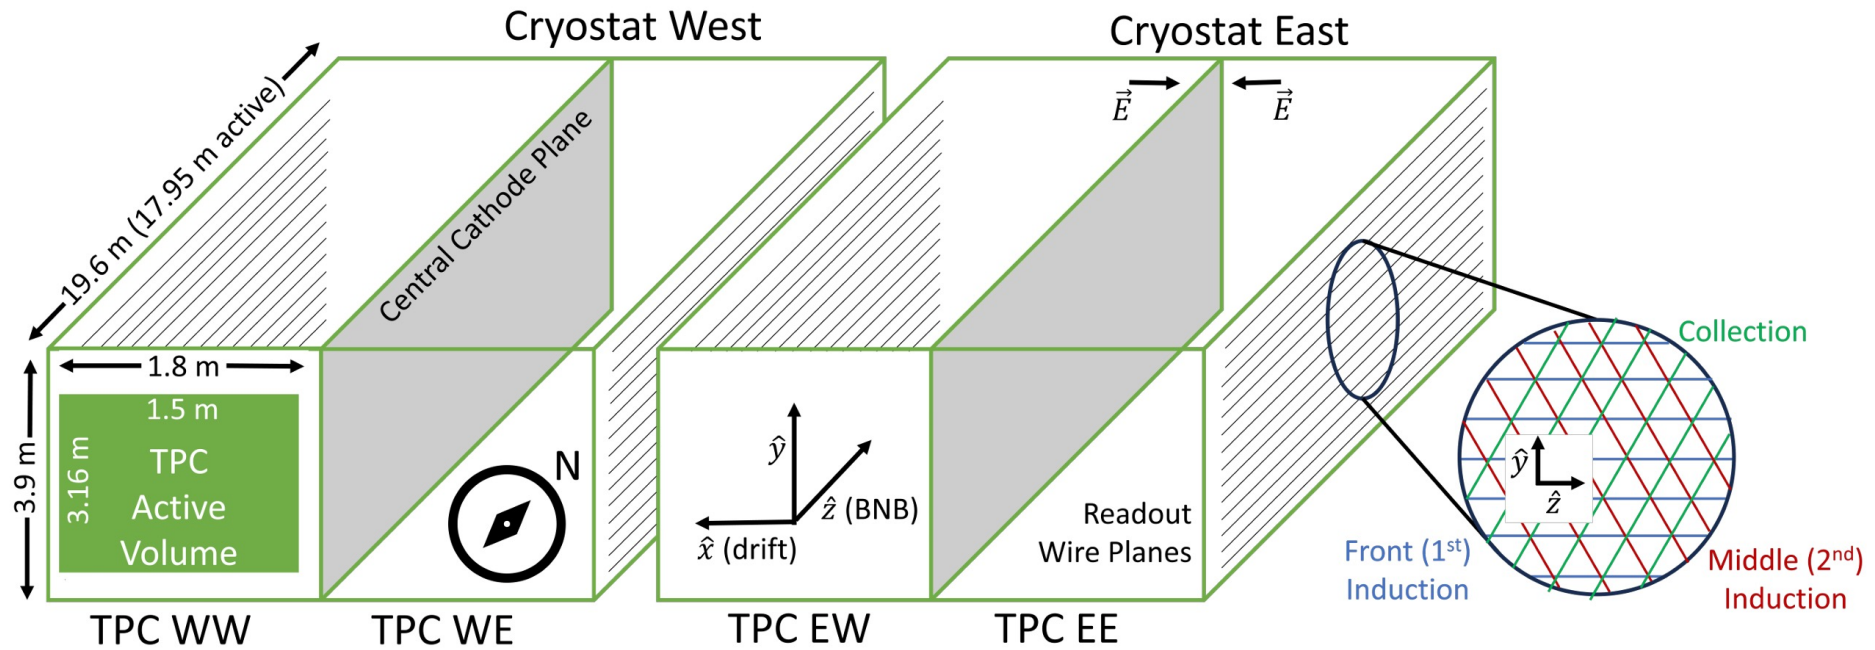 Cryostat West
Cryostat East
19.6 m (17.95 m active)
Central Cathode Plane
E⃗
E⃗
3.9 m
1.8 m
1.5 m
3.16 m
TPC
Active
Volume
N
ŷ
ẑ (BNB)
x̂ (drift)
Readout
Wire Planes
Collection
ŷ
ẑ
Front (1st)
Induction
Middle (2nd)
Induction
TPC WW
TPC WE
TPC EW
TPC EE